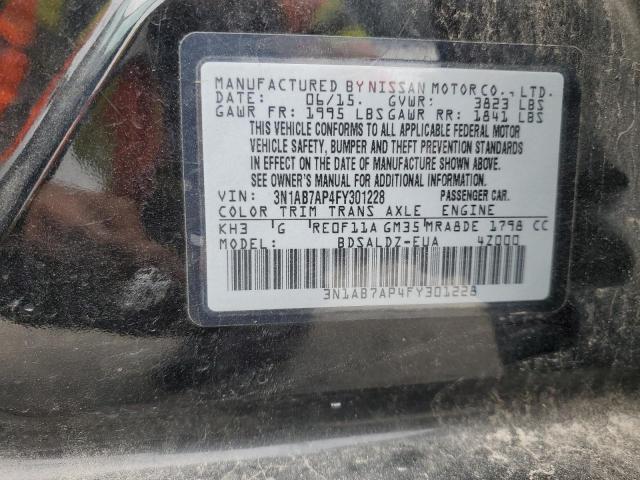 MANUFACTURED BY NISSAN MOTOR CO., LTD.
DATE: 06/15. GVWR: 3823 LBS
GAWR FR: 1995 LBS GAWR RR: 1841 LBS
THIS VEHICLE CONFORMS TO ALL APPLICABLE FEDERAL MOTOR
VEHICLE SAFETY, BUMPER AND THEFT PREVENTION STANDARDS
IN EFFECT ON THE DATE OF MANUFACTURE SHOWN ABOVE.
SEE OWNER'S MANUAL FOR ADDITIONAL INFORMATION.
VIN: 3N1AB7AP4FY301228 PASSENGER CAR.
COLOR TRIM TRANS AXLE ENGINE
KH3 G RE0F11A GM35 MRA8DE 1798 CC
MODEL: BDSALDZ-EUA 4Z000
3N1AB7AP4FY301228